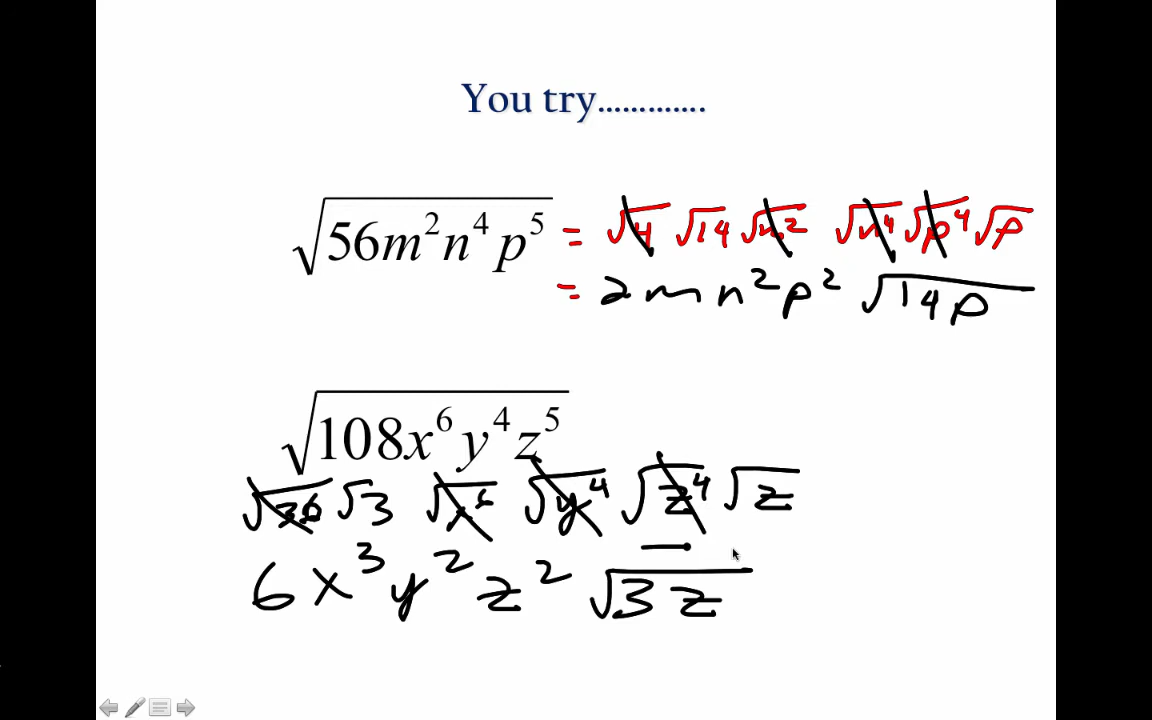 You try.............
√56m²n⁴p⁵ = √4 √14 √m² √n⁴ √p⁴ √p
= 2mn²p² √14p
√108x⁶y⁴z⁵
√36 √3 √x⁶ √y⁴ √z⁴ √z
6x³y²z² √3z